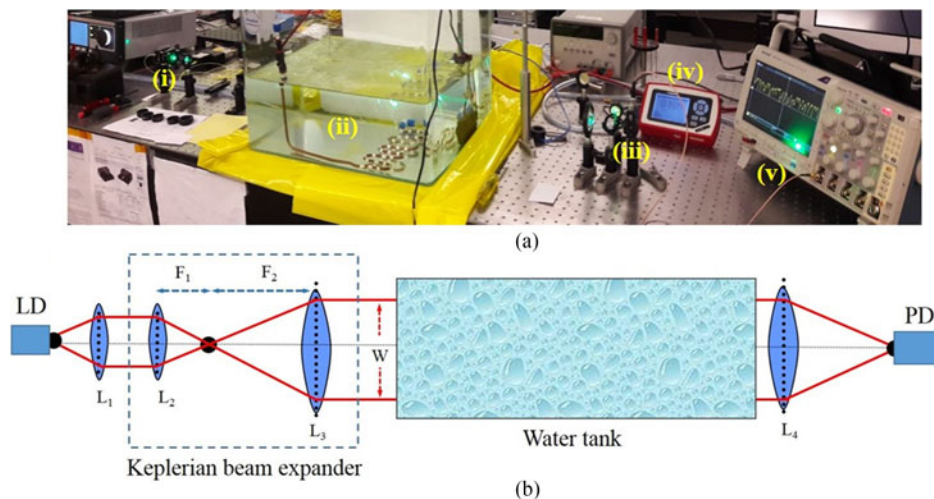 (i)
(ii)
(iii)
(iv)
(v)
(a)
F₁
F₂
LD
PD
W
L₁
L₂
L₃
L₄
Water tank
Keplerian beam expander
(b)